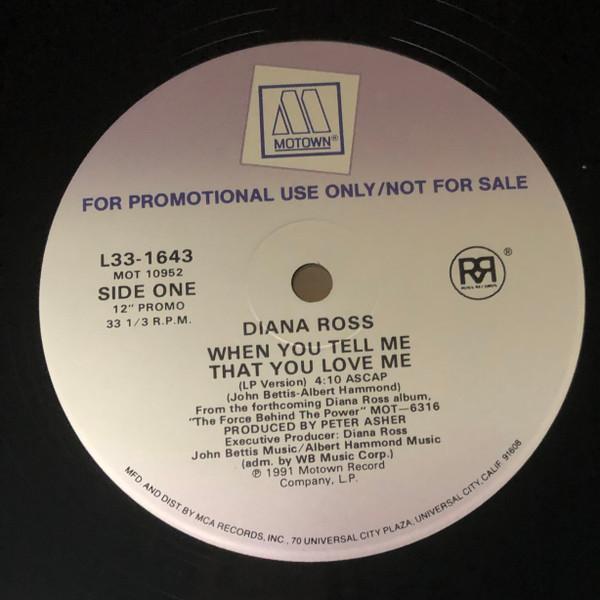 MOTOWN®
FOR PROMOTIONAL USE ONLY/NOT FOR SALE
L33-1643
MOT 10952
SIDE ONE
12" PROMO
33 1/3 R.P.M.
®
DIANA ROSS
WHEN YOU TELL ME
THAT YOU LOVE ME
(LP Version) 4:10 ASCAP
(John Bettis-Albert Hammond)
From the forthcoming Diana Ross album,
"The Force Behind The Power" MOT—6316
PRODUCED BY PETER ASHER
Executive Producer: Diana Ross
John Bettis Music/Albert Hammond Music
(adm. by WB Music Corp.)
℗ 1991 Motown Record
Company, L.P.
MFD. AND DIST. BY MCA RECORDS, INC., 70 UNIVERSAL CITY PLAZA, UNIVERSAL CITY, CALIF. 91608